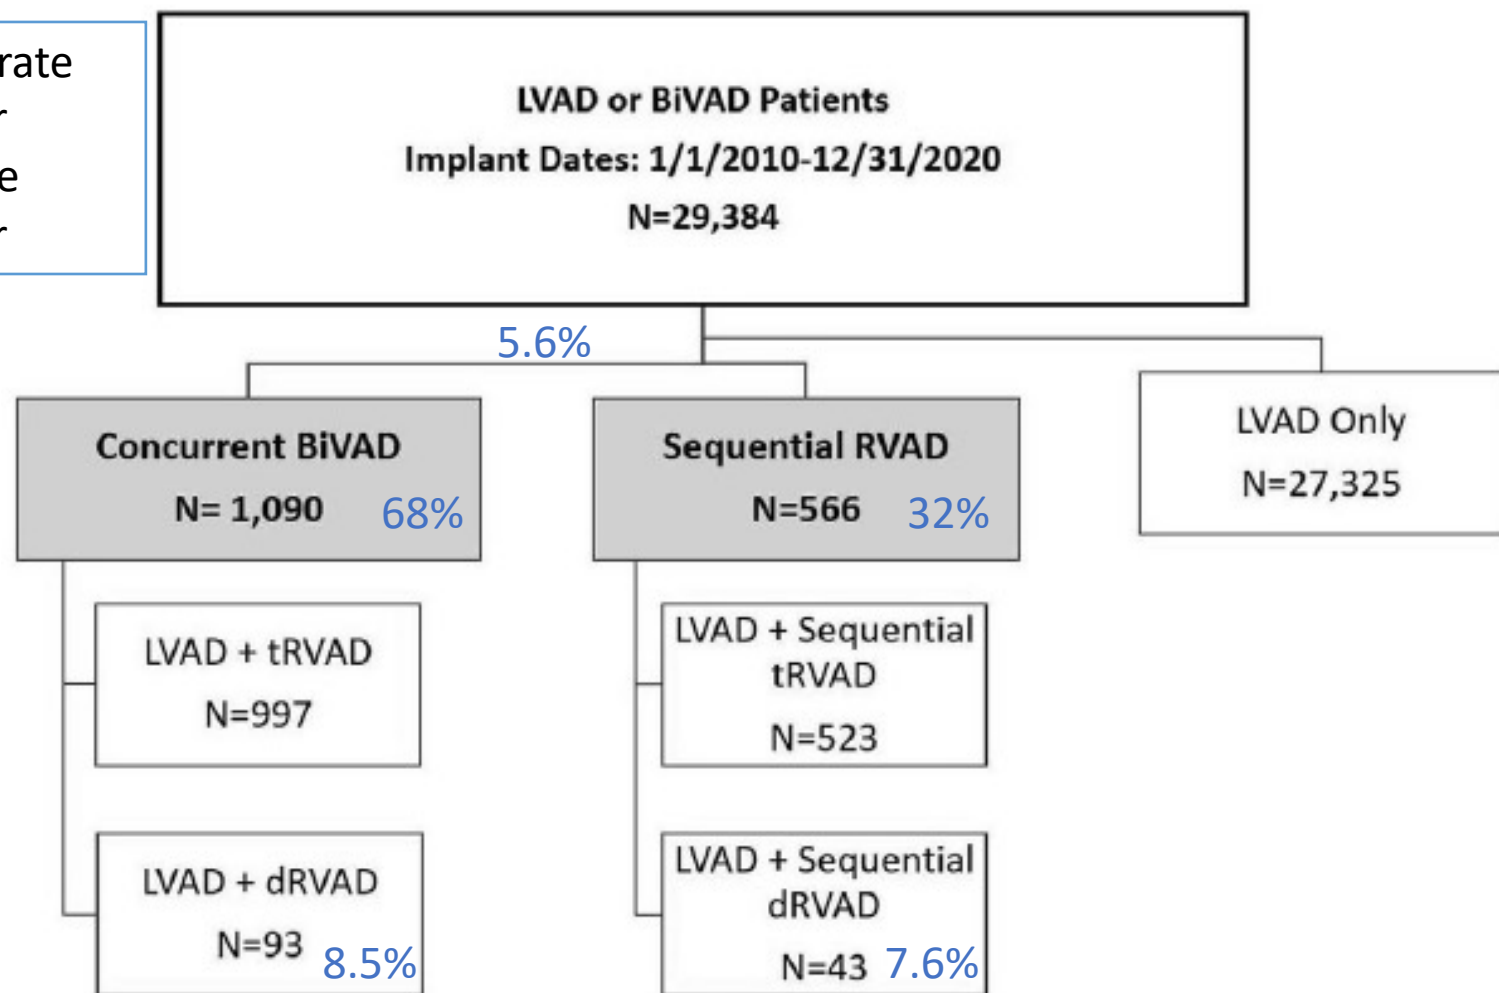 rate
r
e
r
LVAD or BiVAD Patients
Implant Dates: 1/1/2010-12/31/2020
N=29,384
5.6%
Concurrent BiVAD
N= 1,090 68%
Sequential RVAD
N=566 32%
LVAD Only
N=27,325
LVAD + tRVAD
N=997
LVAD + Sequential
tRVAD
N=523
LVAD + dRVAD
N=93 8.5%
LVAD + Sequential
dRVAD
N=43 7.6%